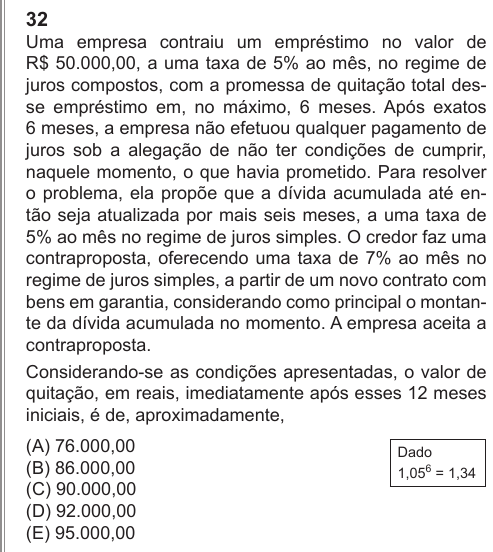 32
Uma empresa contraiu um empréstimo no valor de
R$ 50.000,00, a uma taxa de 5% ao mês, no regime de
juros compostos, com a promessa de quitação total des-
se empréstimo em, no máximo, 6 meses. Após exatos
6 meses, a empresa não efetuou qualquer pagamento de
juros sob a alegação de não ter condições de cumprir,
naquele momento, o que havia prometido. Para resolver
o problema, ela propõe que a dívida acumulada até en-
tão seja atualizada por mais seis meses, a uma taxa de
5% ao mês no regime de juros simples. O credor faz uma
contraproposta, oferecendo uma taxa de 7% ao mês no
regime de juros simples, a partir de um novo contrato com
bens em garantia, considerando como principal o montan-
te da dívida acumulada no momento. A empresa aceita a
contraproposta.
Considerando-se as condições apresentadas, o valor de
quitação, em reais, imediatamente após esses 12 meses
iniciais, é de, aproximadamente,
(A) 76.000,00
(B) 86.000,00
(C) 90.000,00
(D) 92.000,00
(E) 95.000,00
Dado
1,05⁶ = 1,34